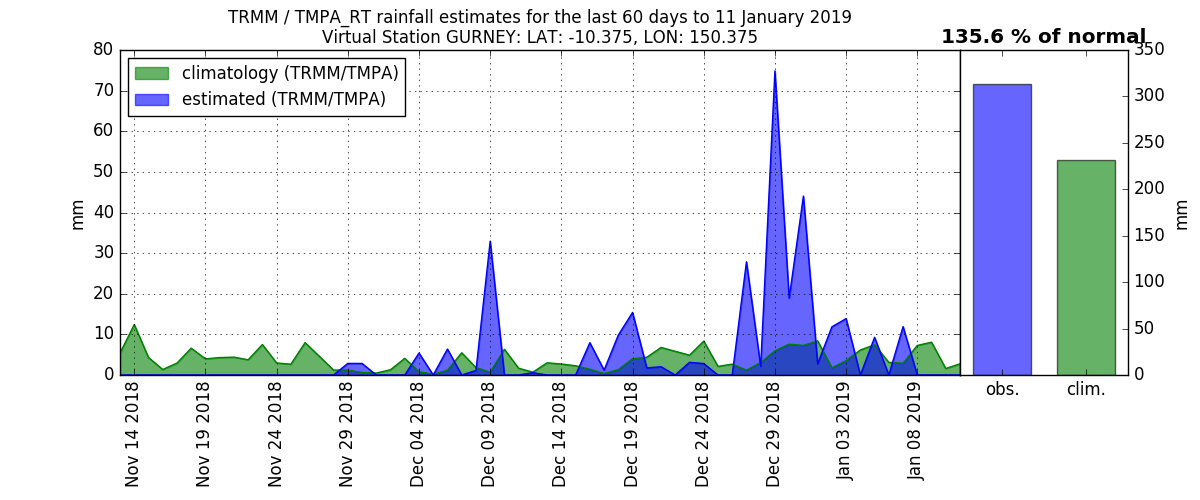 TRMM / TMPA_RT rainfall estimates for the last 60 days to 11 January 2019
Virtual Station GURNEY: LAT: -10.375, LON: 150.375
135.6 % of normal
climatology (TRMM/TMPA)
estimated (TRMM/TMPA)
mm
80
70
60
50
40
30
20
10
0
Nov 14 2018
Nov 19 2018
Nov 24 2018
Nov 29 2018
Dec 04 2018
Dec 09 2018
Dec 14 2018
Dec 19 2018
Dec 24 2018
Dec 29 2018
Jan 03 2019
Jan 08 2019
350
300
250
200
150
100
50
0
mm
obs.
clim.